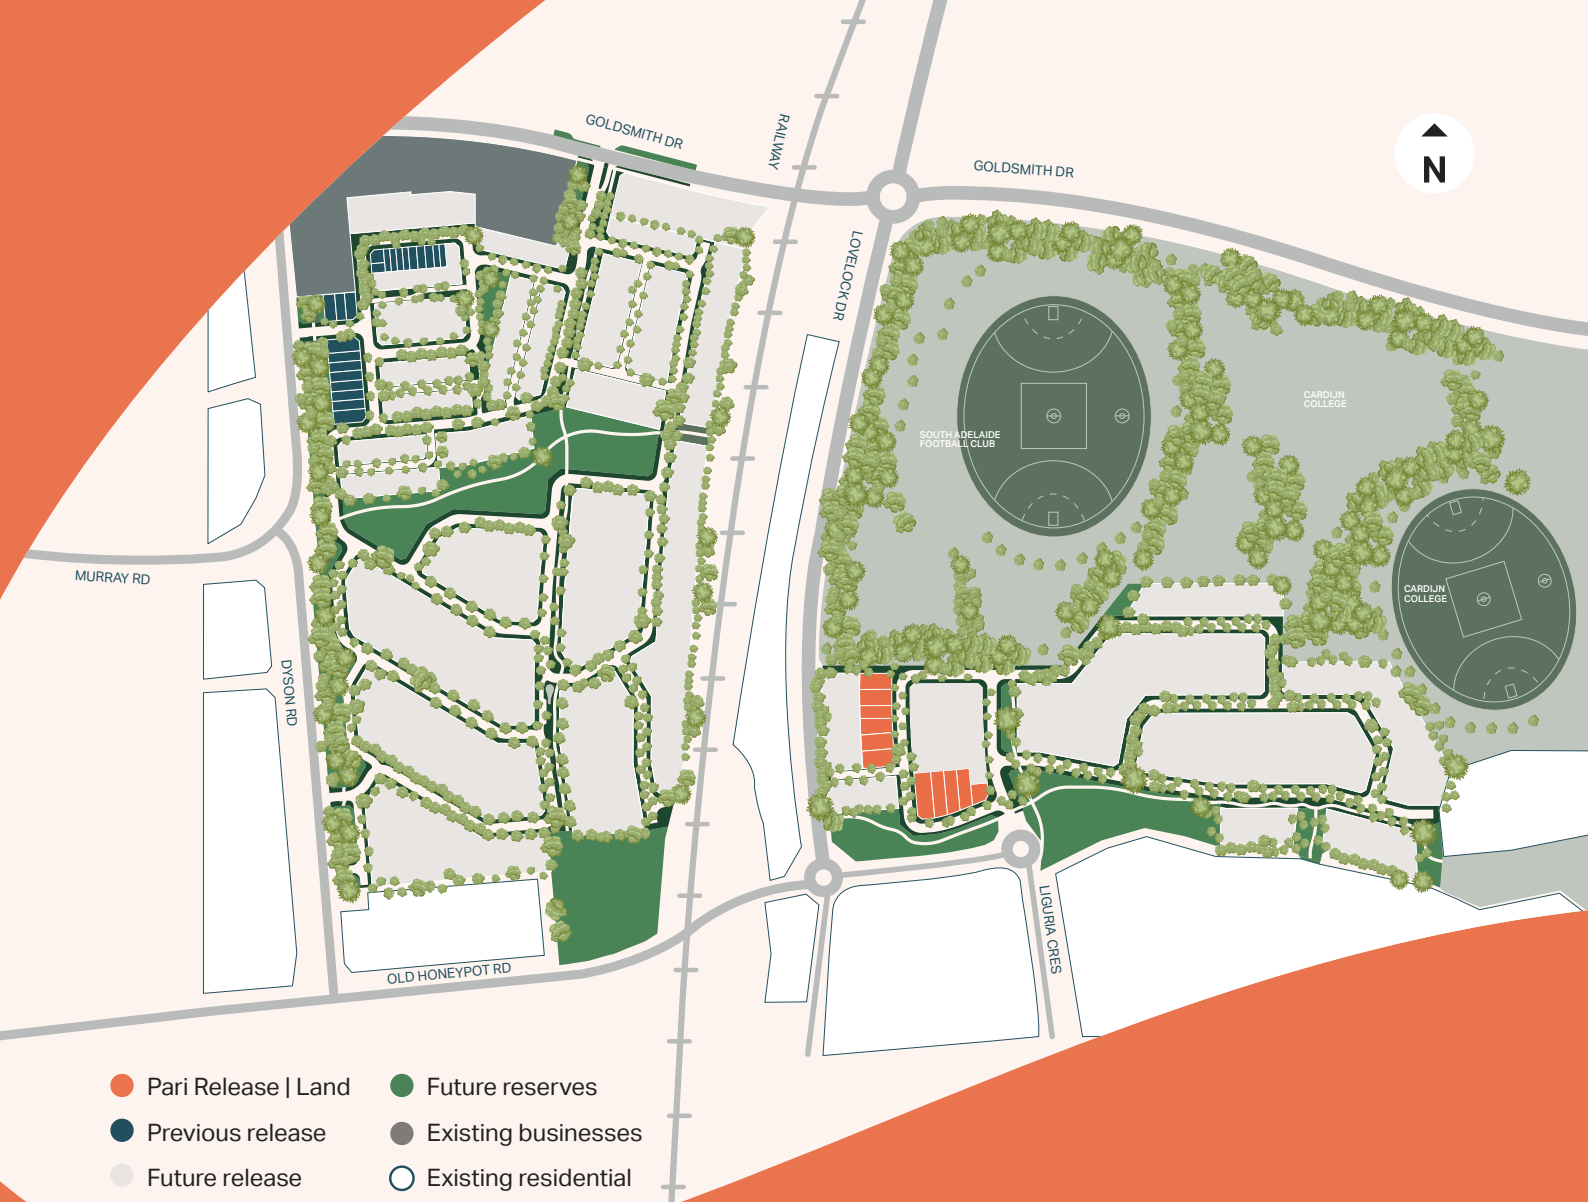 GOLDSMITH DR
RAILWAY
GOLDSMITH DR
N
LOVELOCK DR
CARDIJN
COLLEGE
SOUTH ADELAIDE
FOOTBALL CLUB
MURRAY RD
CARDIJN
COLLEGE
DYSON RD
LIGURIA CRES
OLD HONEYPOT RD
Pari Release | Land
Previous release
Future release
Future reserves
Existing businesses
Existing residential